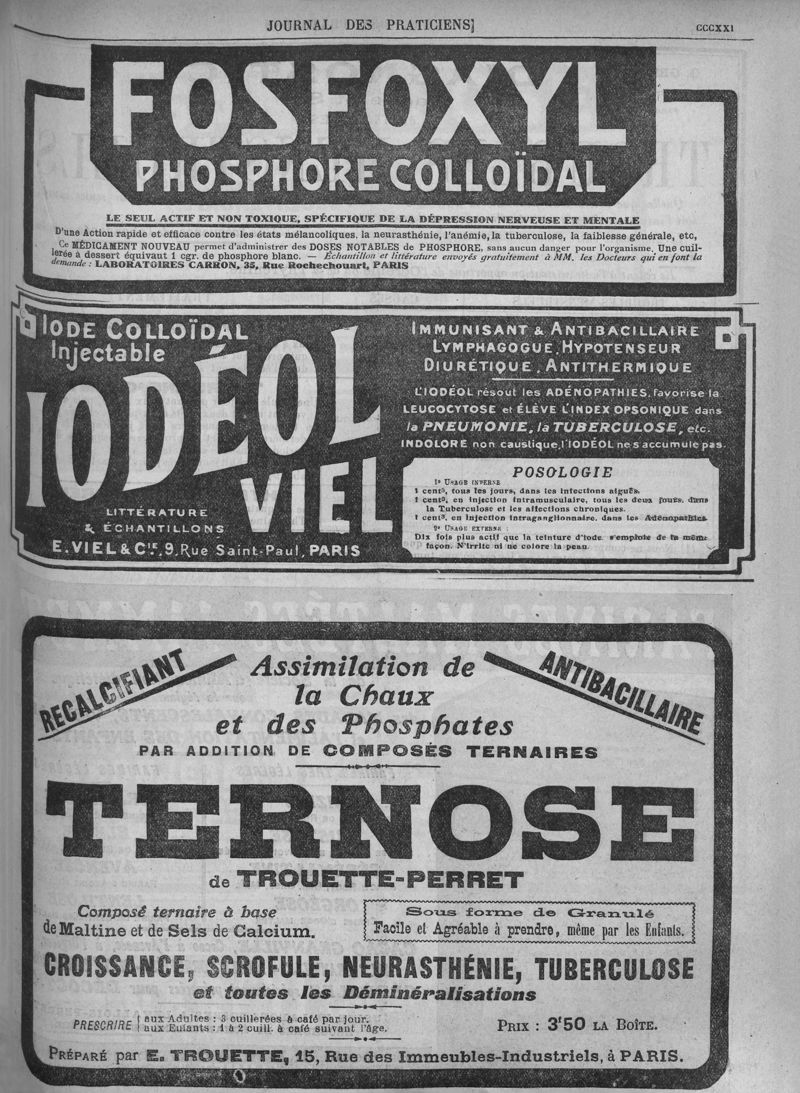 JOURNAL DES PRATICIENS]
CCCXXI
FOSFOXYL
PHOSPHORE COLLOÏDAL
LE SEUL ACTIF ET NON TOXIQUE, SPÉCIFIQUE DE LA DÉPRESSION NERVEUSE ET MENTALE
D'une Action rapide et efficace contre les états mélancoliques, la neurasthénie, l'anémie, la tuberculose, la faiblesse générale, etc,
Ce MÉDICAMENT NOUVEAU permet d'administrer des DOSES NOTABLES de PHOSPHORE, sans aucun danger pour l'organisme. Une cuil-
lerée à dessert équivant 1 cgr. de phosphore blanc. — Échantillon et littérature envoyés gratuitement à MM. les Docteurs qui en font la
demande : LABORATOIRES CARRON, 35, Rue Rochechouart, PARIS
IODE COLLOÏDAL
Injectable
IODÉOL
VIEL
LITTÉRATURE
& ÉCHANTILLONS
E. VIEL & Cie, 9, Rue Saint-Paul, PARIS
IMMUNISANT & ANTIBACILLAIRE
LYMPHAGOGUE, HYPOTENSEUR
DIURÉTIQUE, ANTITHERMIQUE
L'IODÉOL résout les ADÉNOPATHIES, favorise la
LEUCOCYTOSE et ÉLÈVE L'INDEX OPSONIQUE dans
la PNEUMONIE, la TUBERCULOSE, etc.
INDOLORE non caustique, l'IODÉOL ne s'accumule pas.
POSOLOGIE
1º USAGE INTERNE
1 centᵉ, tous les jours, dans les infections aiguës.
1 centᵉ, en injection intramusculaire, tous les deux jours, dans
la Tuberculose et les affections chroniques.
1 centᵉ, en injection intraganglionnaire, dans les Adénopathies
2º USAGE EXTERNE :
Dix fois plus actif que la teinture d'iode. s'emploie de la même
façon. N'irrite ni ne colore la peau.
RECALCIFIANT
ANTIBACILLAIRE
Assimilation de
la Chaux
et des Phosphates
PAR ADDITION DE COMPOSÉS TERNAIRES
TERNOSE
de TROUETTE-PERRET
Composé ternaire à base
de Maltine et de Sels de Calcium.
Sous forme de Granulé
Facile et Agréable à prendre, même par les Enfants.
CROISSANCE, SCROFULE, NEURASTHÉNIE, TUBERCULOSE
et toutes les Déminéralisations
PRESCRIRE
aux Adultes : 3 cuillerées à café par jour.
aux Enfants : 1 à 2 cuill. à café suivant l'âge.
PRIX : 3f50 LA BOÎTE.
PRÉPARÉ par E. TROUETTE, 15, Rue des Immeubles-Industriels, à PARIS.